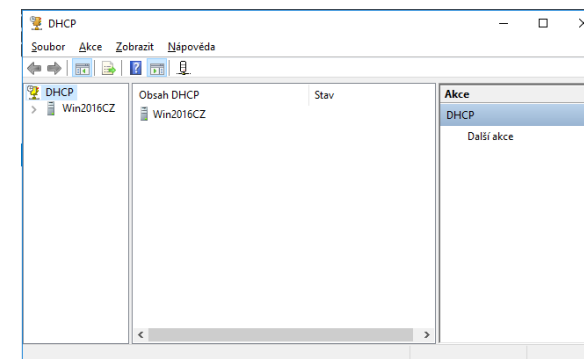 DHCP
Soubor Akce Zobrazit Nápověda
DHCP
Win2016CZ
Obsah DHCP Stav
Win2016CZ
Akce
DHCP
Další akce